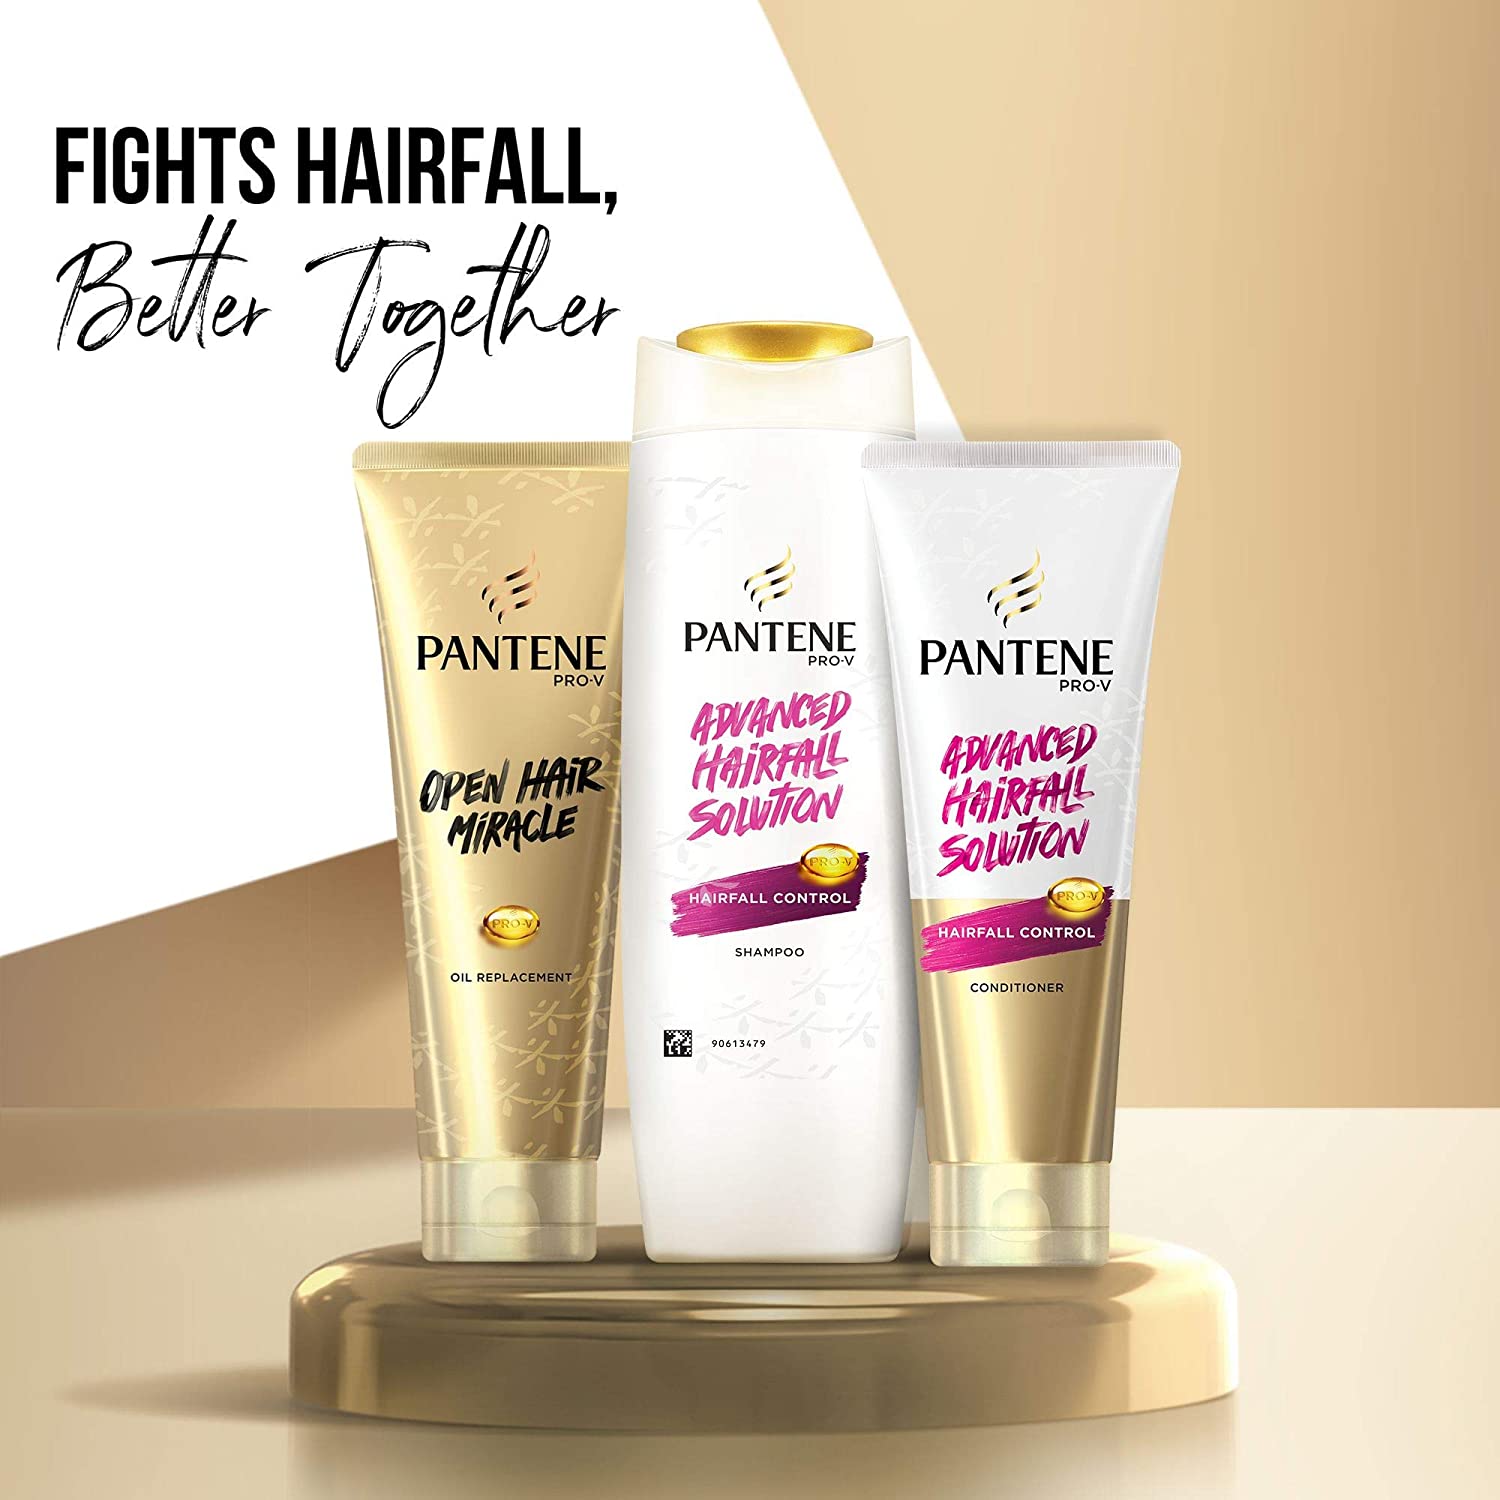 FIGHTS HAIRFALL,
Better Together
PANTENE
PRO-V
OPEN HAIR
MIRACLE
PRO-V
OIL REPLACEMENT
PANTENE
PRO-V
ADVANCED
HAIRFALL
SOLUTION
PRO-V
HAIRFALL CONTROL
SHAMPOO
90613479
PANTENE
PRO-V
ADVANCED
HAIRFALL
SOLUTION
PRO-V
HAIRFALL CONTROL
CONDITIONER